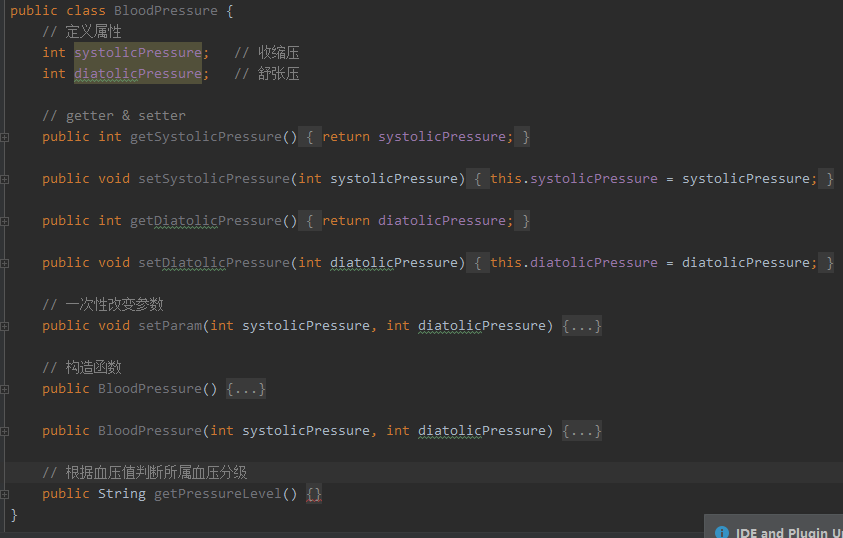 public class BloodPressure {
// 定义属性
int systolicPressure; // 收缩压
int diatolicPressure; // 舒张压
// getter & setter
public int getSystolicPressure() { return systolicPressure; }
public void setSystolicPressure(int systolicPressure) { this.systolicPressure = systolicPressure; }
public int getDiatolicPressure() { return diatolicPressure; }
public void setDiatolicPressure(int diatolicPressure) { this.diatolicPressure = diatolicPressure; }
// 一次性改变参数
public void setParam(int systolicPressure, int diatolicPressure) {...}
// 构造函数
public BloodPressure() {...}
public BloodPressure(int systolicPressure, int diatolicPressure) {...}
// 根据血压值判断所属血压分级
public String getPressureLevel() {}
}
IDE and Plugin